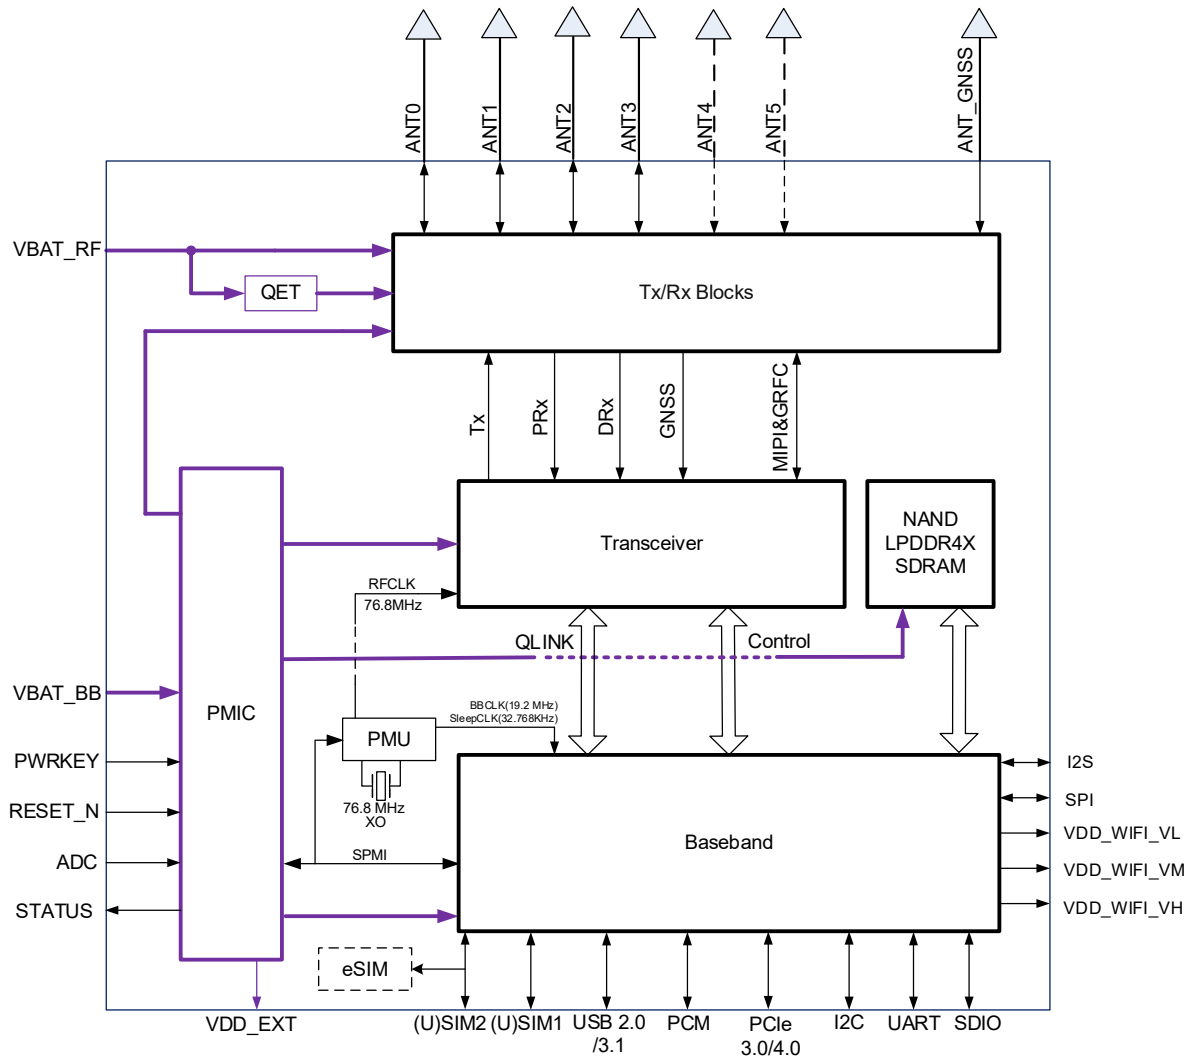 ANT0
ANT1
ANT2
ANT3
ANT4
ANT5
ANT_GNSS
VBAT_RF
QET
Tx/Rx Blocks
Tx
PRx
DRx
GNSS
MIPI&GRFC
Transceiver
NAND
LPDDR4X
SDRAM
RFCLK
76.8MHz
QLINK
Control
VBAT_BB
PMIC
BBCLK(19.2 MHz)
SleepCLK(32.768KHz)
PMU
76.8 MHz
XO
PWRKEY
RESET_N
ADC
STATUS
SPMI
Baseband
I2S
SPI
VDD_WIFI_VL
VDD_WIFI_VM
VDD_WIFI_VH
eSIM
VDD_EXT
(U)SIM2
(U)SIM1
USB 2.0
/3.1
PCM
PCIe
3.0/4.0
I2C
UART
SDIO